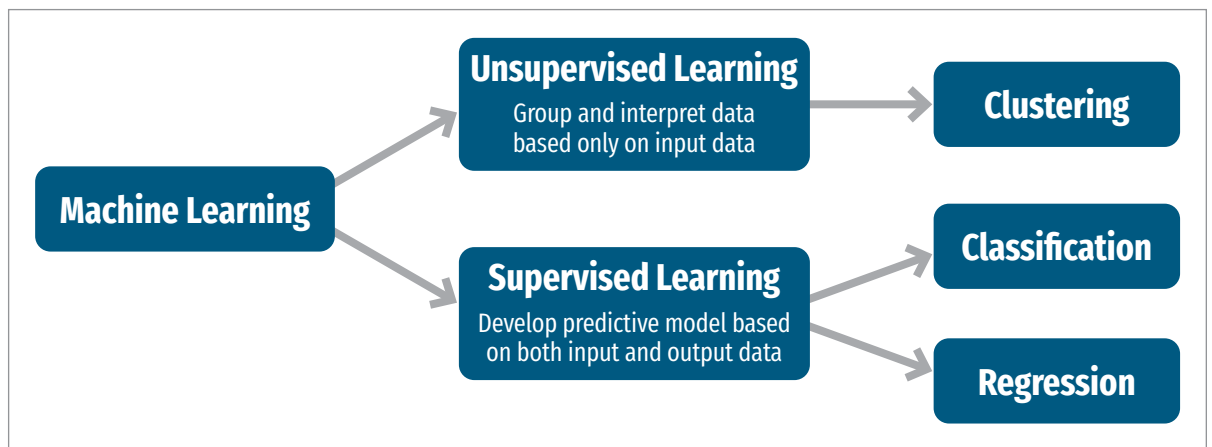 Machine Learning
Unsupervised Learning
Group and interpret data
based only on input data
Supervised Learning
Develop predictive model based
on both input and output data
Clustering
Classification
Regression